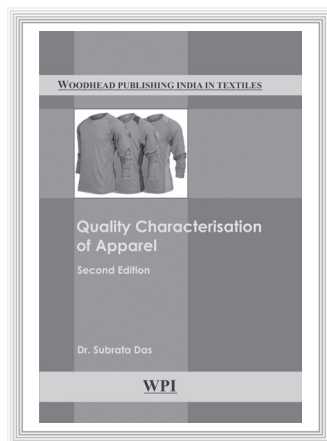 WOODHEAD PUBLISHING INDIA IN TEXTILES
Quality Characterisation
of Apparel
Second Edition
Dr. Subrata Das
WPI